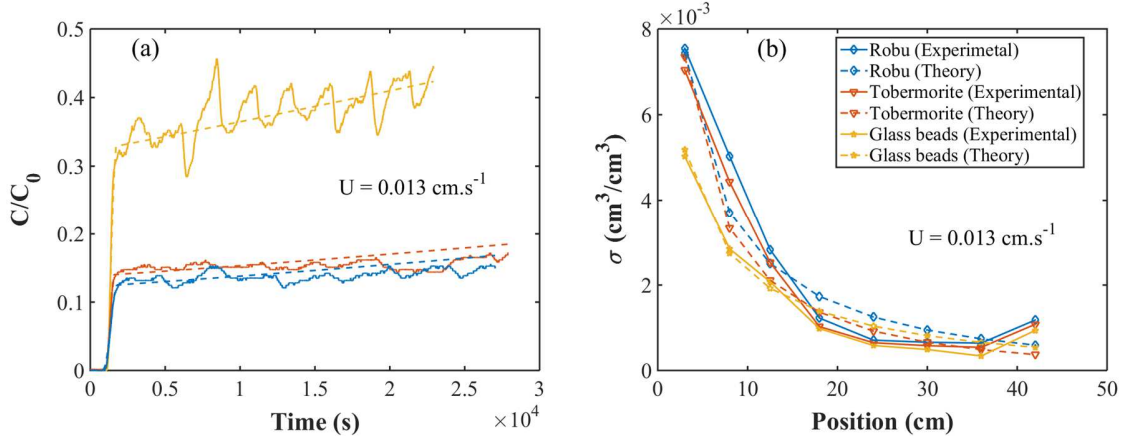 (a)
C/C0
0.5
0.4
0.3
0.2
0.1
0
U = 0.013 cm.s-1
0 0.5 1 1.5 2 2.5 3
×10^4
Time (s)
×10^-3
(b)
σ (cm3/cm3)
8
6
4
2
0
Robu (Experimetal)
Robu (Theory)
Tobermorite (Experimental)
Tobermorite (Theory)
Glass beads (Experimental)
Glass beads (Theory)
U = 0.013 cm.s-1
0 10 20 30 40 50
Position (cm)